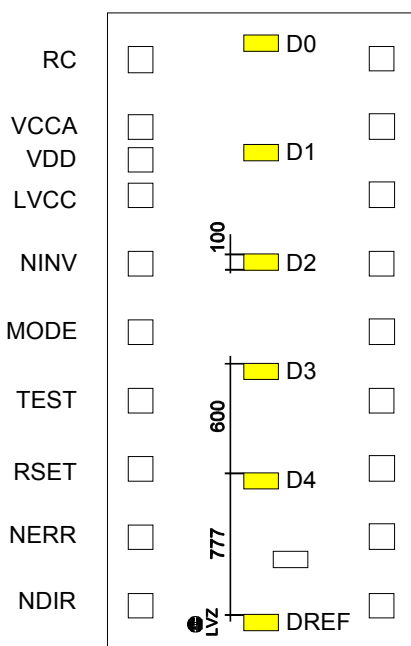 D0
RC
VCCA
D1
VDD
LVCC
100
NINV
D2
MODE
D3
TEST
600
RSET
D4
NERR
777
NDIR
LVZ
DREF